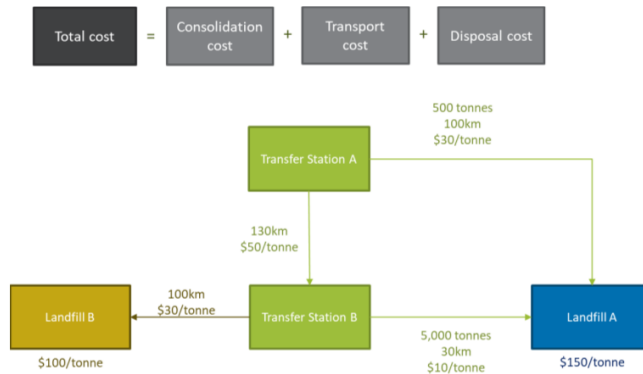 Total cost
=
Consolidation
cost
+
Transport
cost
+
Disposal cost
500 tonnes
100km
$30/tonne
Transfer Station A
130km
$50/tonne
Landfill B
100km
$30/tonne
Transfer Station B
5,000 tonnes
30km
$10/tonne
Landfill A
$100/tonne
$150/tonne